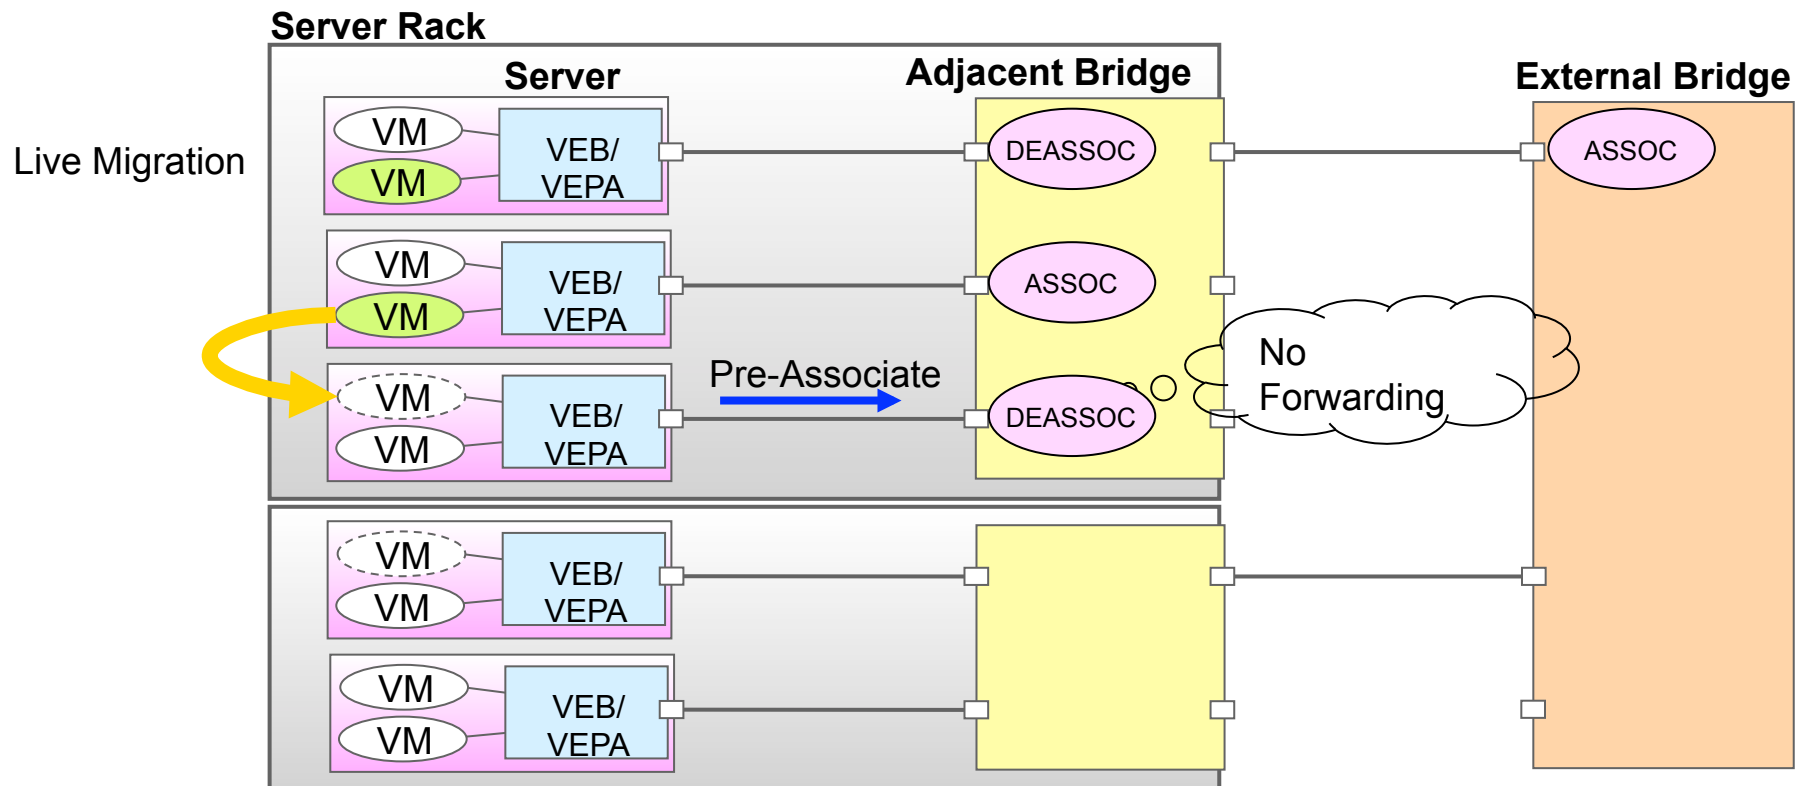 Server Rack
Server
Adjacent Bridge
External Bridge
Live Migration
VM
VM
VEB/
VEPA
DEASSOC
ASSOC
VM
VM
VEB/
VEPA
ASSOC
No
Forwarding
VM
VM
VEB/
VEPA
Pre-Associate
DEASSOC
VM
VM
VEB/
VEPA
VM
VM
VEB/
VEPA